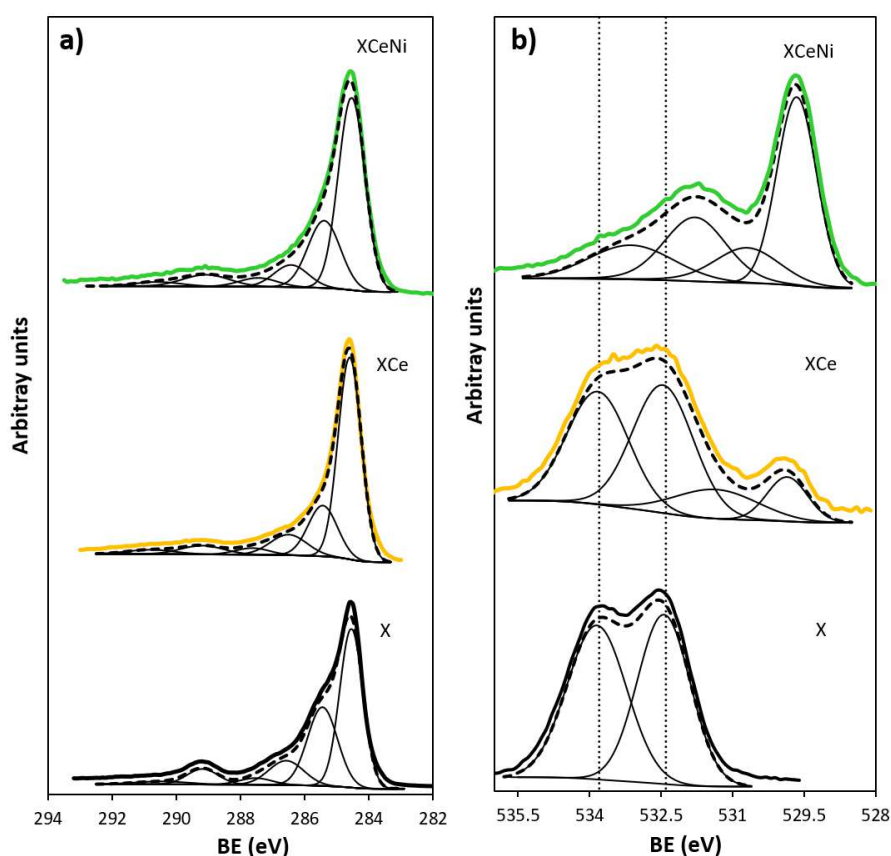 a)
XCeNi
XCe
X
Arbitray units
294 292 290 288 286 284 282
BE (eV)
b)
XCeNi
XCe
X
Arbitray units
535.5 534 532.5 531 529.5 528
BE (eV)